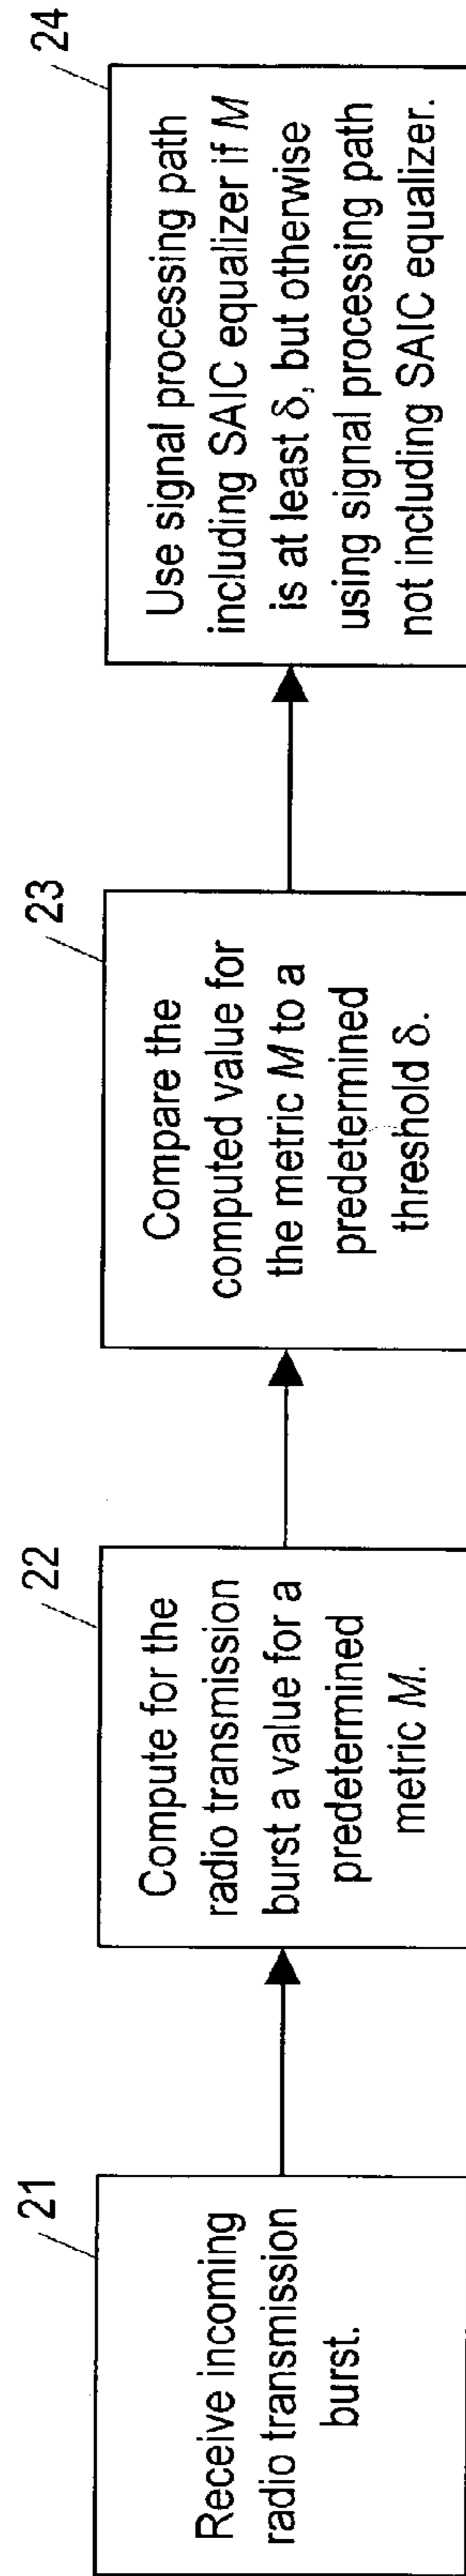 21
Receive incoming
radio transmission
burst.
22
Compute for the
radio transmission
burst a value for a
predetermined
metric M.
23
Compare the
computed value for
the metric M to a
predetermined
threshold δ.
24
Use signal processing path
including SAIC equalizer if M
is at least δ, but otherwise
using signal processing path
not including SAIC equalizer.